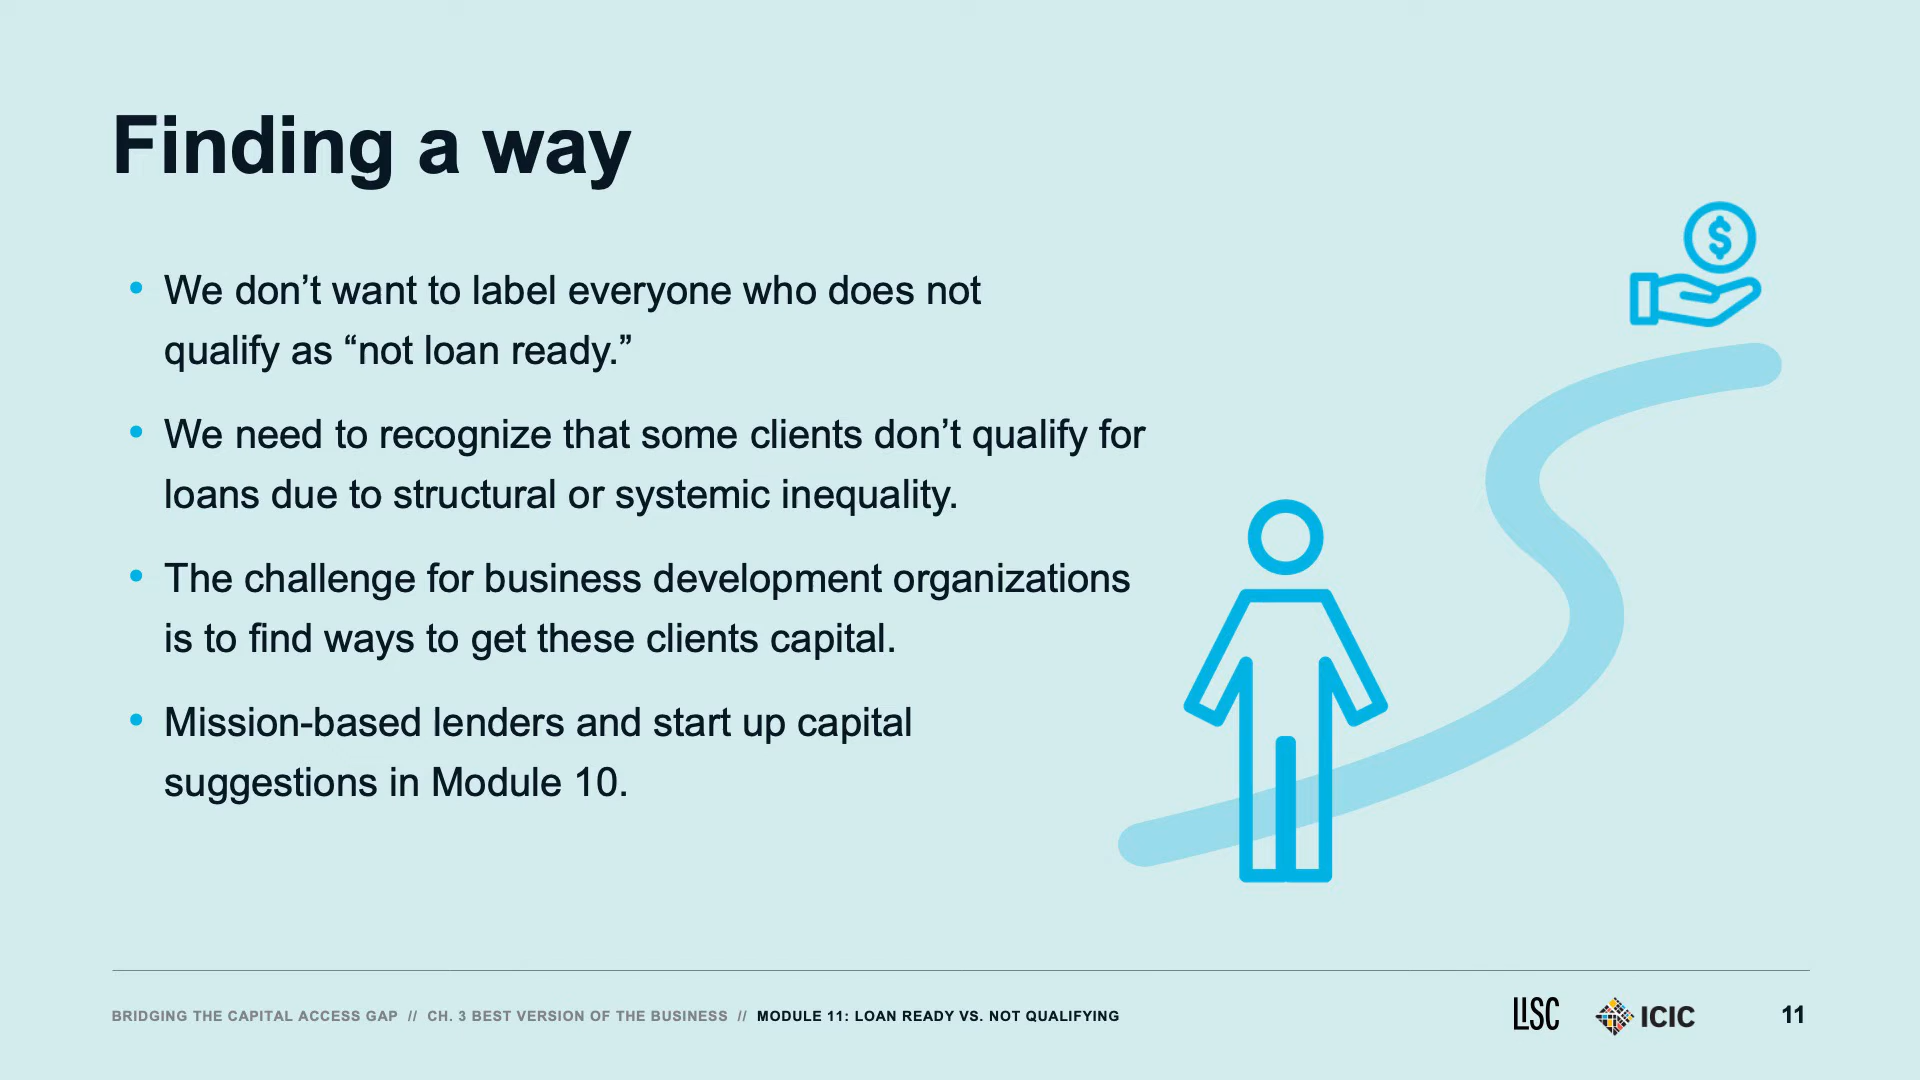 Finding a way
• We don’t want to label everyone who does not
qualify as “not loan ready.”
• We need to recognize that some clients don’t qualify for
loans due to structural or systemic inequality.
• The challenge for business development organizations
is to find ways to get these clients capital.
• Mission-based lenders and start up capital
suggestions in Module 10.
$
BRIDGING THE CAPITAL ACCESS GAP // CH. 3 BEST VERSION OF THE BUSINESS // MODULE 11: LOAN READY VS. NOT QUALIFYING
LISC ICIC 11